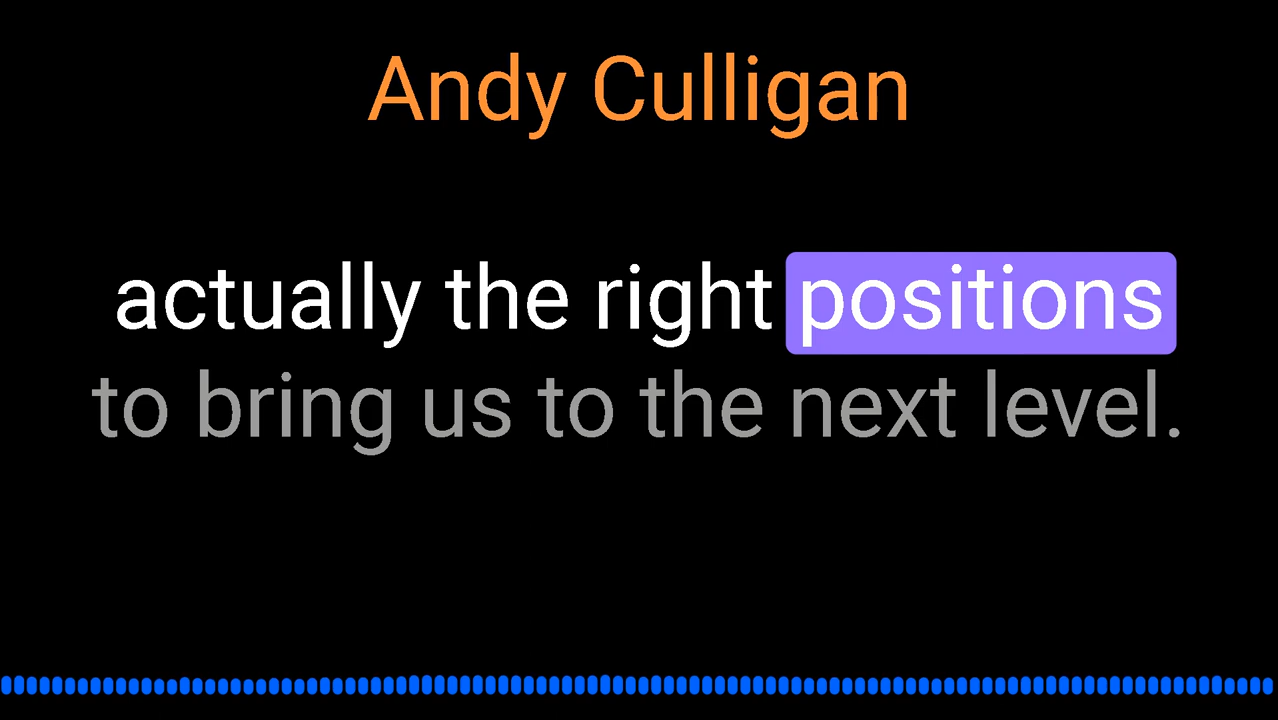 Andy Culligan
actually the right positions
to bring us to the next level.